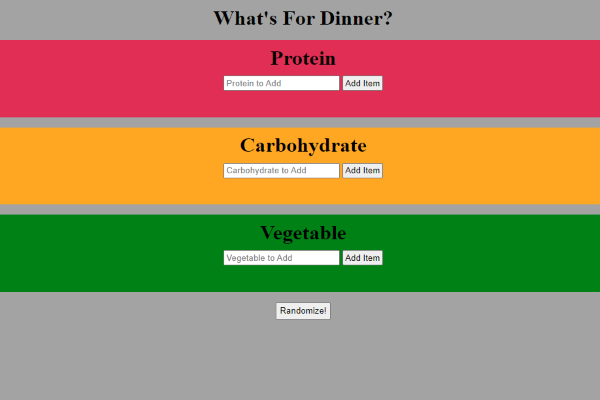 What's For Dinner?
Protein
Protein to Add Add Item
Carbohydrate
Carbohydrate to Add Add Item
Vegetable
Vegetable to Add Add Item
Randomize!